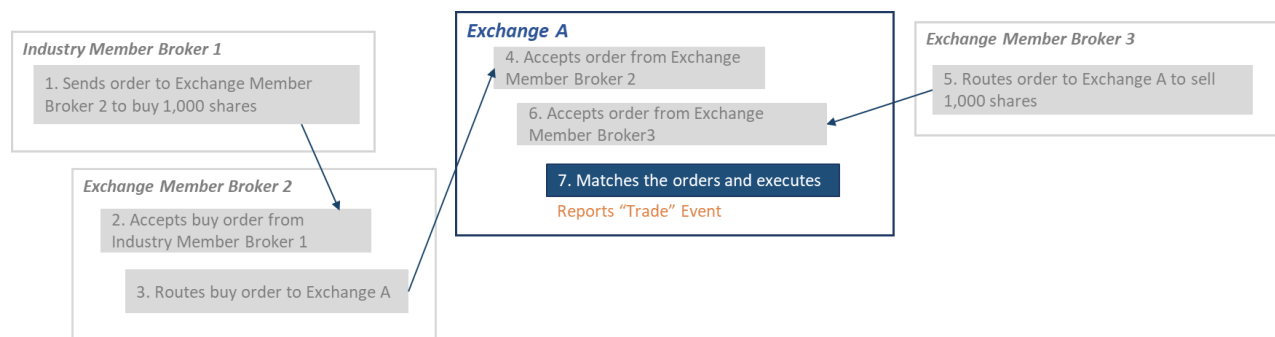 Industry Member Broker 1
1. Sends order to Exchange Member
Broker 2 to buy 1,000 shares
Exchange Member Broker 2
2. Accepts buy order from
Industry Member Broker 1
3. Routes buy order to Exchange A
Exchange A
4. Accepts order from Exchange
Member Broker 2
6. Accepts order from Exchange
Member Broker3
7. Matches the orders and executes
Reports “Trade” Event
Exchange Member Broker 3
5. Routes order to Exchange A to sell
1,000 shares